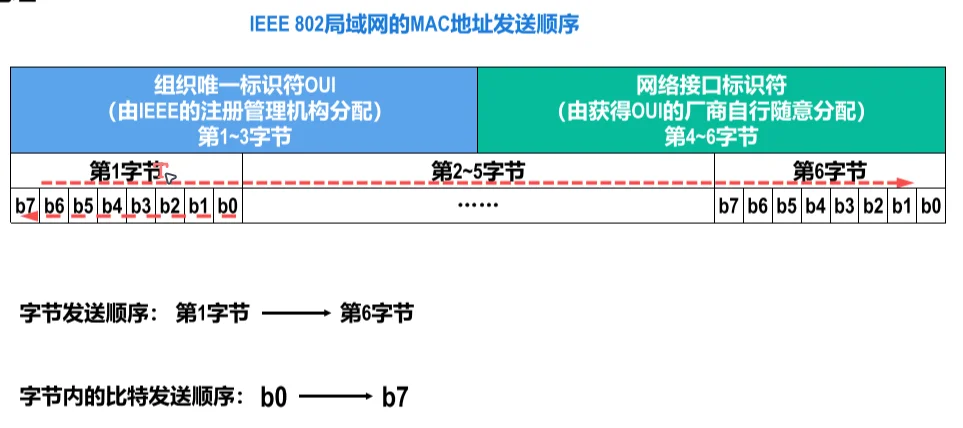 IEEE 802局域网的MAC地址发送顺序
组织唯一标识符OUI
（由IEEE的注册管理机构分配）
第1~3字节
网络接口标识符
（由获得OUI的厂商自行随意分配）
第4~6字节
第1字节 第2~5字节 第6字节
b7 b6 b5 b4 b3 b2 b1 b0 …… b7 b6 b5 b4 b3 b2 b1 b0
字节发送顺序： 第1字节 第6字节
字节内的比特发送顺序： b0 b7